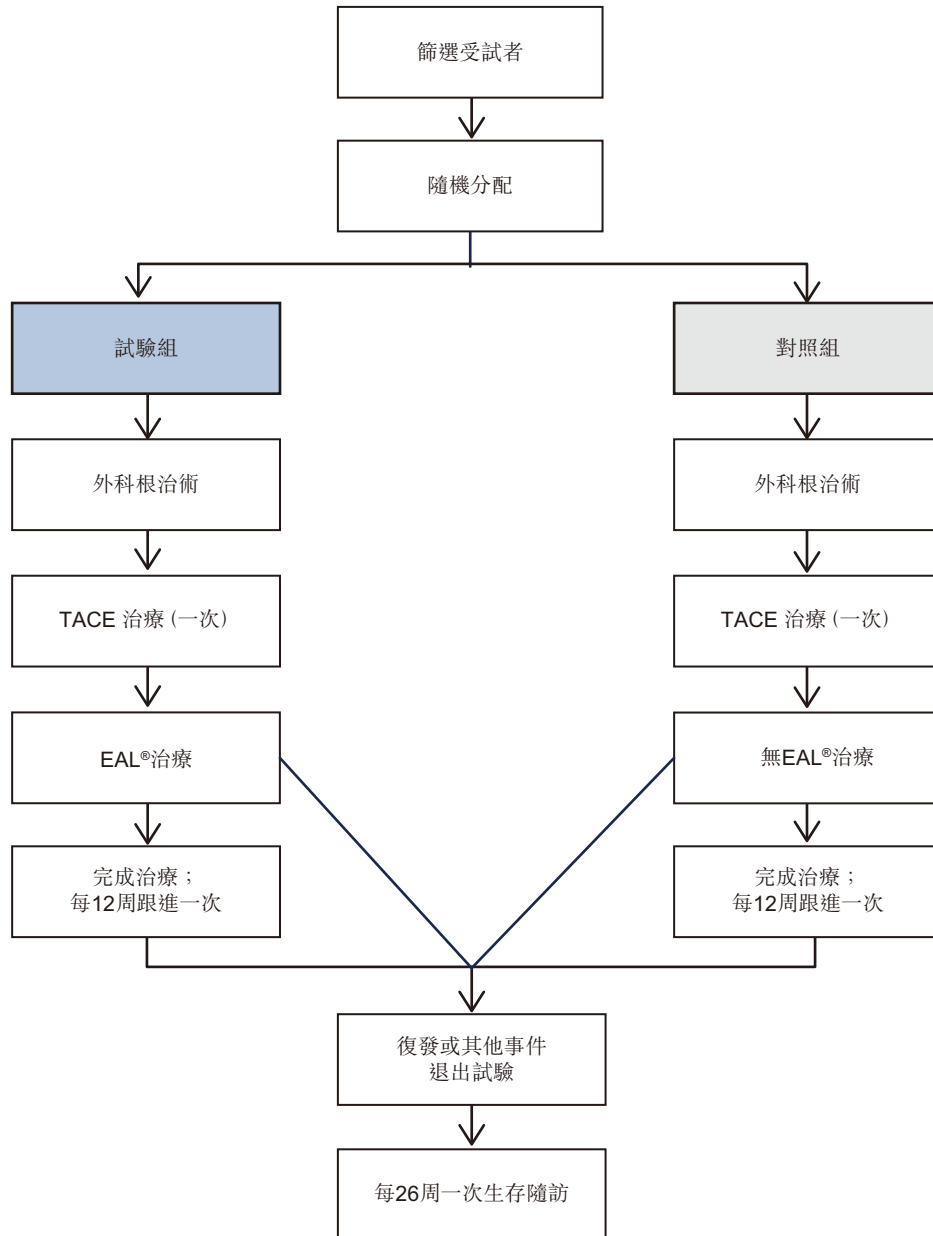 篩選受試者
隨機分配
試驗組
對照組
外科根治術
外科根治術
TACE 治療 (一次)
TACE 治療 (一次)
EAL®治療
無EAL®治療
完成治療；
每12周跟進一次
完成治療；
每12周跟進一次
復發或其他事件
退出試驗
每26周一次生存隨訪